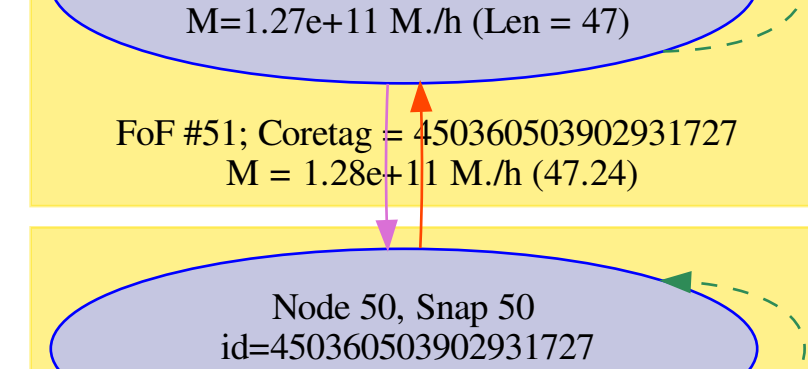 M=1.27e+11 M./h (Len = 47)
FoF #51; Coretag = 450360503902931727
M = 1.28e+11 M./h (47.24)
Node 50, Snap 50
id=450360503902931727